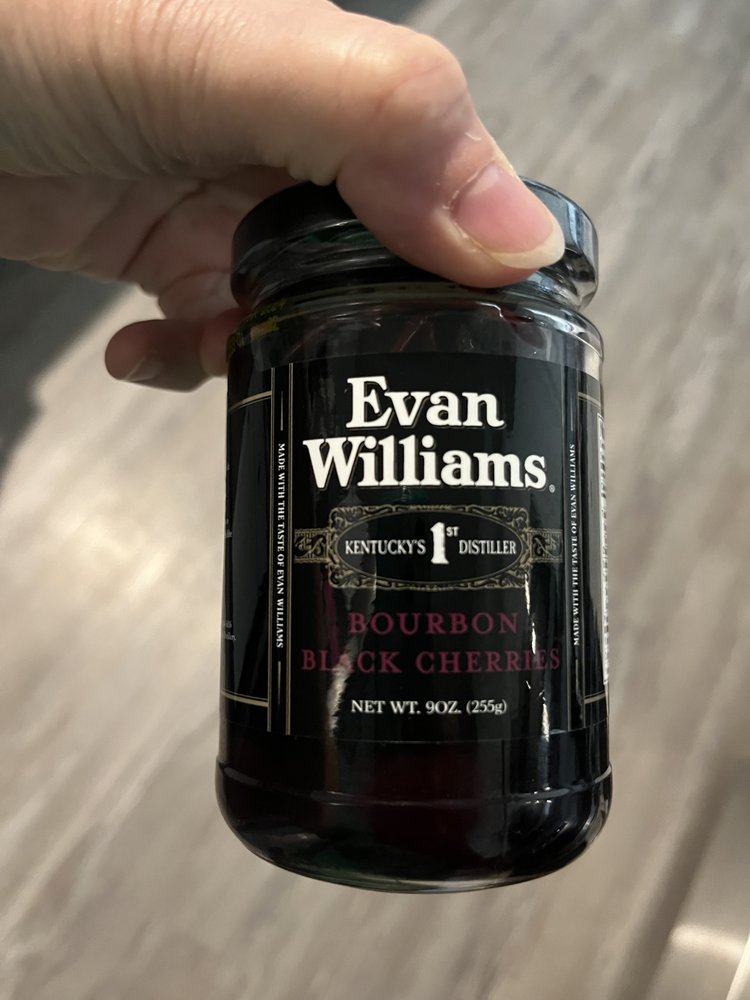 Evan
Williams®
KENTUCKY'S 1ST DISTILLER
BOURBON
BLACK CHERRIES
NET WT. 9OZ. (255g)
MADE WITH THE TASTE OF EVAN WILLIAMS
MADE WITH THE TASTE OF EVAN WILLIAMS